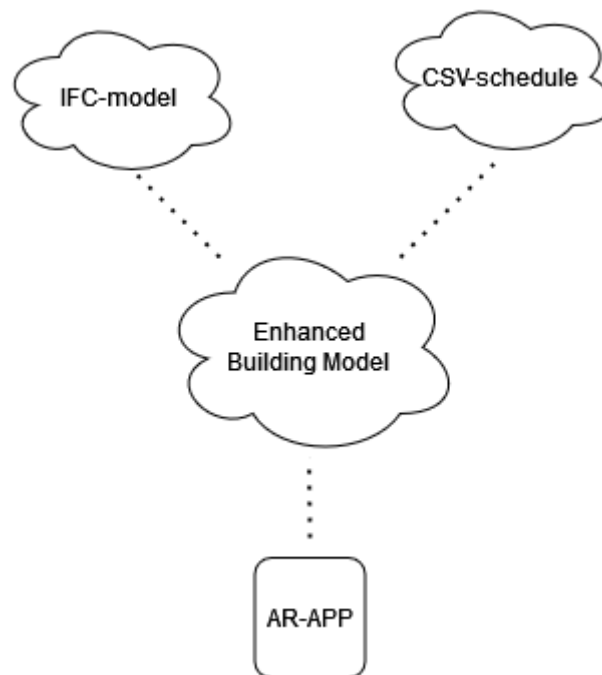 IFC-model
CSV-schedule
Enhanced
Building Model
AR-APP